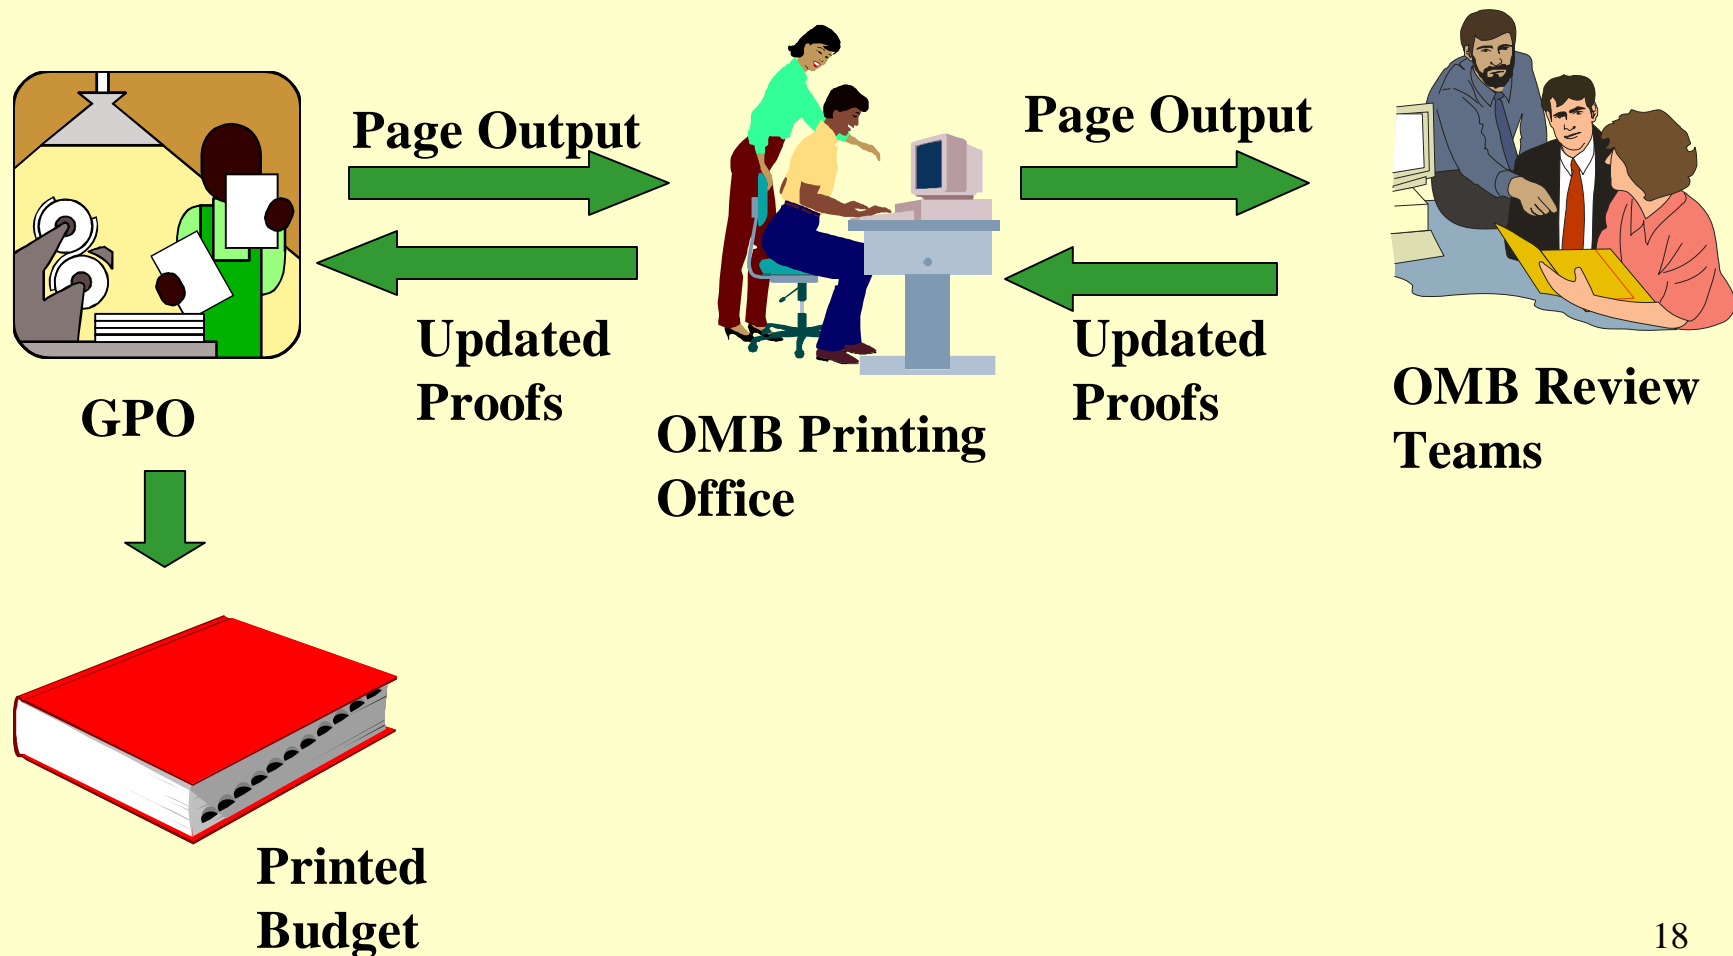 Page Output
Page Output
Updated
Proofs
Updated
Proofs
GPO
OMB Printing
Office
OMB Review
Teams
Printed
Budget
18